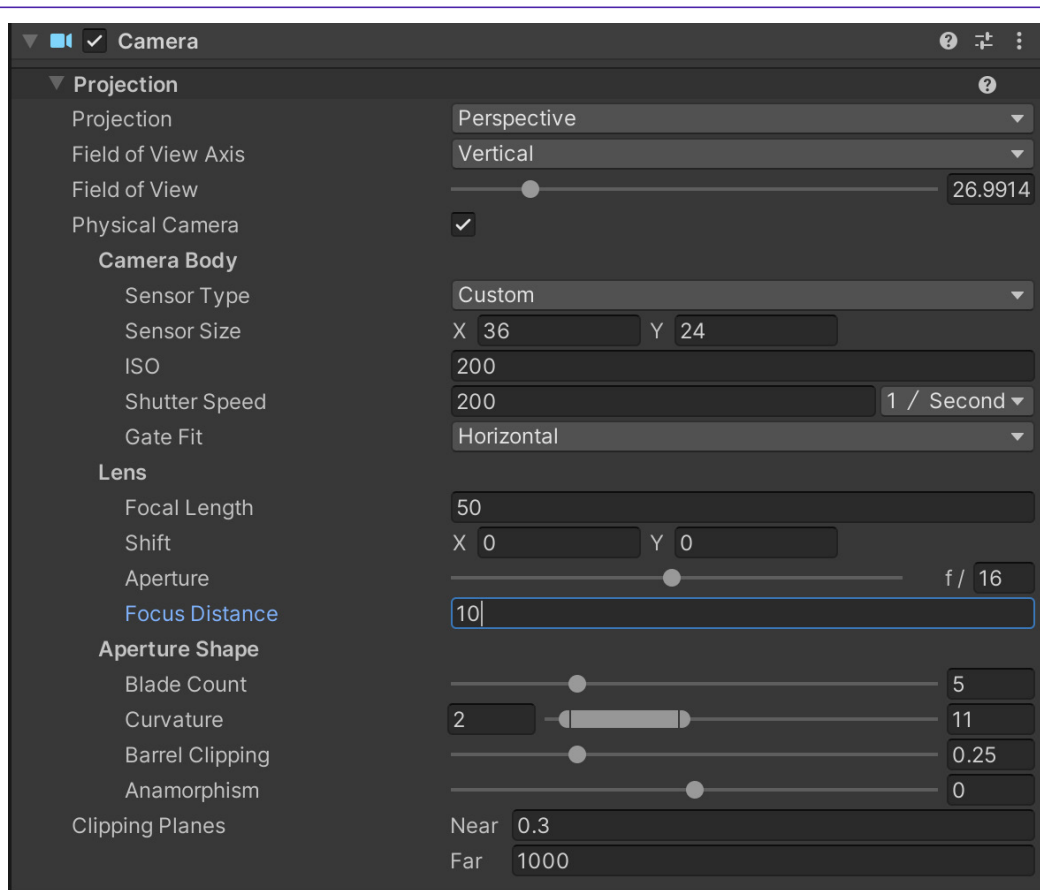 Camera
Projection
Projection Perspective
Field of View Axis Vertical
Field of View 26.9914
Physical Camera
Camera Body
Sensor Type Custom
Sensor Size X 36 Y 24
ISO 200
Shutter Speed 200 1 / Second
Gate Fit Horizontal
Lens
Focal Length 50
Shift X 0 Y 0
Aperture f / 16
Focus Distance 10
Aperture Shape
Blade Count 5
Curvature 2 11
Barrel Clipping 0.25
Anamorphism 0
Clipping Planes Near 0.3
Far 1000